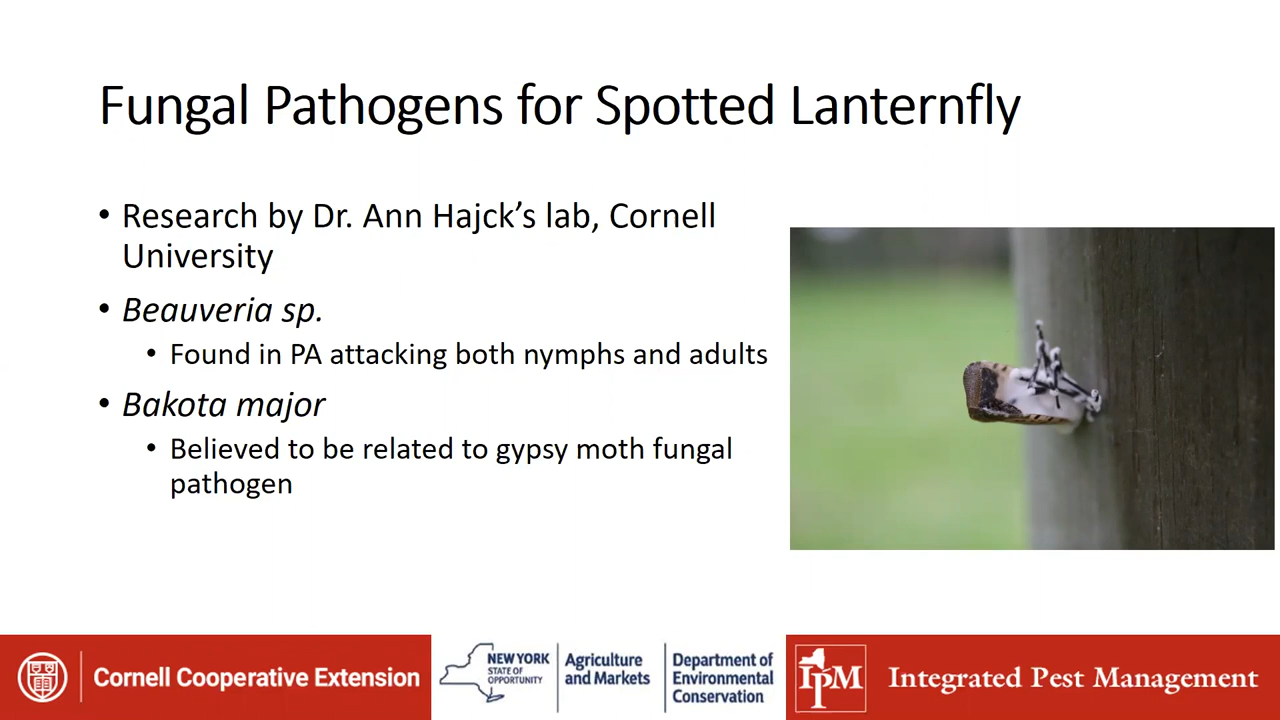 Fungal Pathogens for Spotted Lanternfly
• Research by Dr. Ann Hajck’s lab, Cornell
University
• Beauveria sp.
• Found in PA attacking both nymphs and adults
• Bakota major
• Believed to be related to gypsy moth fungal
pathogen
Cornell Cooperative Extension
NEW YORK
STATE OF
OPPORTUNITY
Agriculture
and Markets
Department of
Environmental
Conservation
IPM
Integrated Pest Management